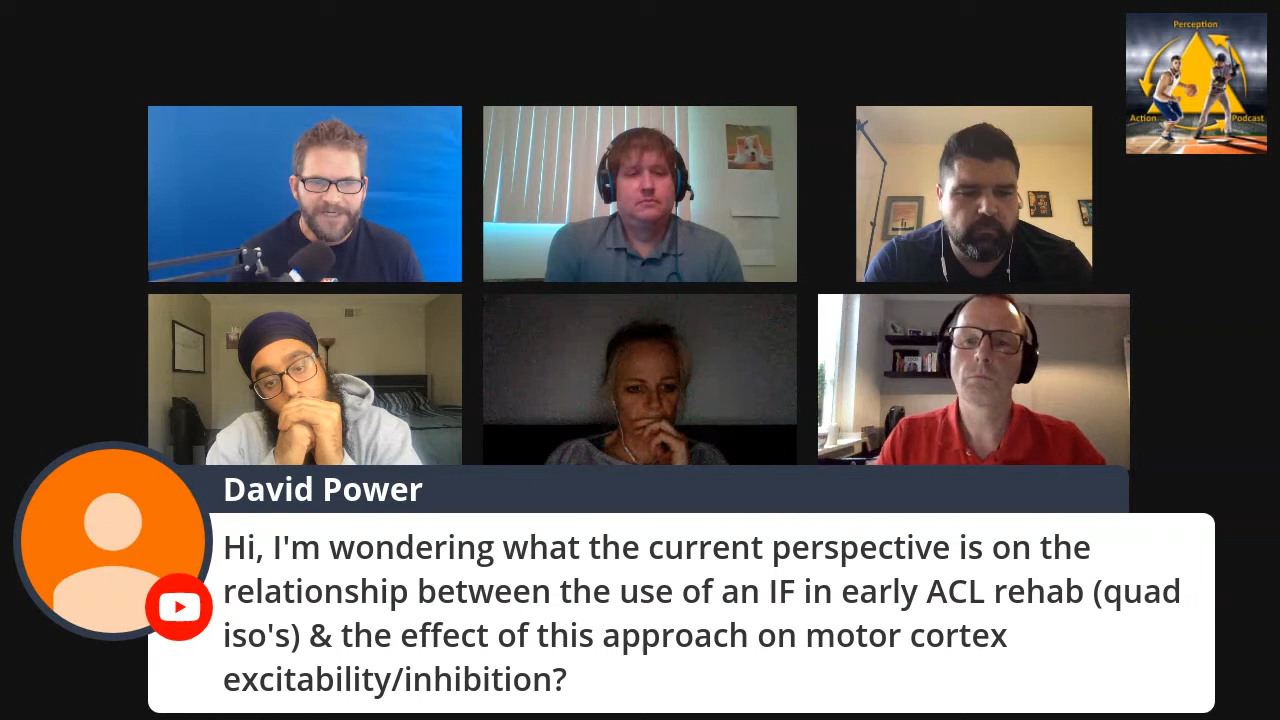 Perception
Action
Podcast
David Power
Hi, I'm wondering what the current perspective is on the
relationship between the use of an IF in early ACL rehab (quad
iso's) & the effect of this approach on motor cortex
excitability/inhibition?